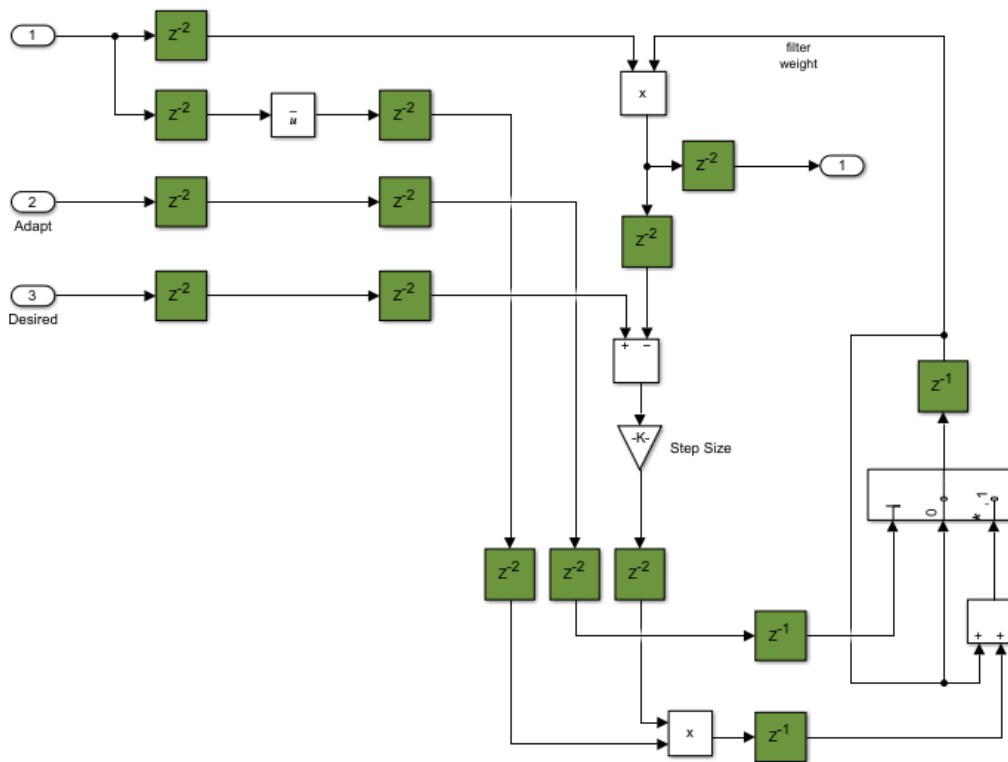 1
Z-2
filter
weight
x
Z-2
u
Z-2
Z-2
1
2
Adapt
Z-2
Z-2
Z-2
3
Desired
Z-2
Z-2
+ −
Z-1
-K-
Step Size
0
*, 1
Z-2
Z-2
Z-2
Z-1
+ +
x
Z-1